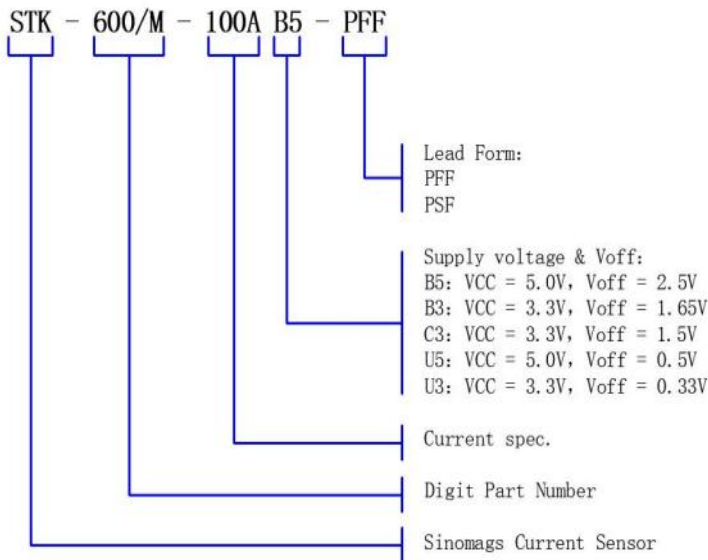 STK - 600/M - 100A B5 - PFF
Lead Form:
PFF
PSF
Supply voltage & Voff:
B5: VCC = 5.0V, Voff = 2.5V
B3: VCC = 3.3V, Voff = 1.65V
C3: VCC = 3.3V, Voff = 1.5V
U5: VCC = 5.0V, Voff = 0.5V
U3: VCC = 3.3V, Voff = 0.33V
Current spec.
Digit Part Number
Sinomags Current Sensor